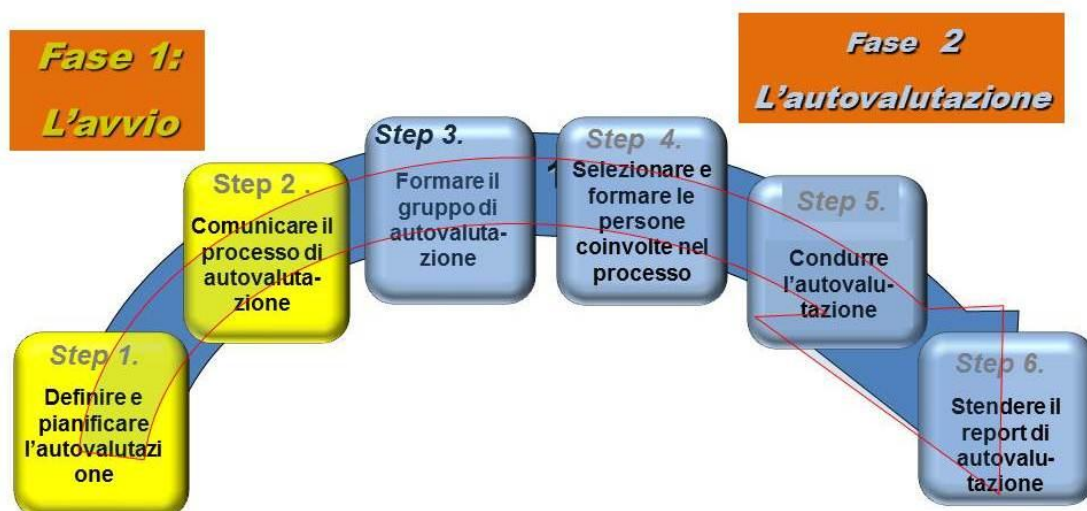 Fase 1:
L'avvio
Fase 2
L'autovalutazione
Step 1.
Definire e
pianificare
l'autovalutazi
one
Step 2 .
Comunicare il
processo di
autovaluta-
zione
Step 3.
Formare il
gruppo di
autovaluta-
zione
1
Step 4.
Selezionare e
formare le
persone
coinvolte nel
processo
Step 5.
Condurre
l'autovalu-
tazione
Step 6.
Stendere il
report di
autovalu-
tazione